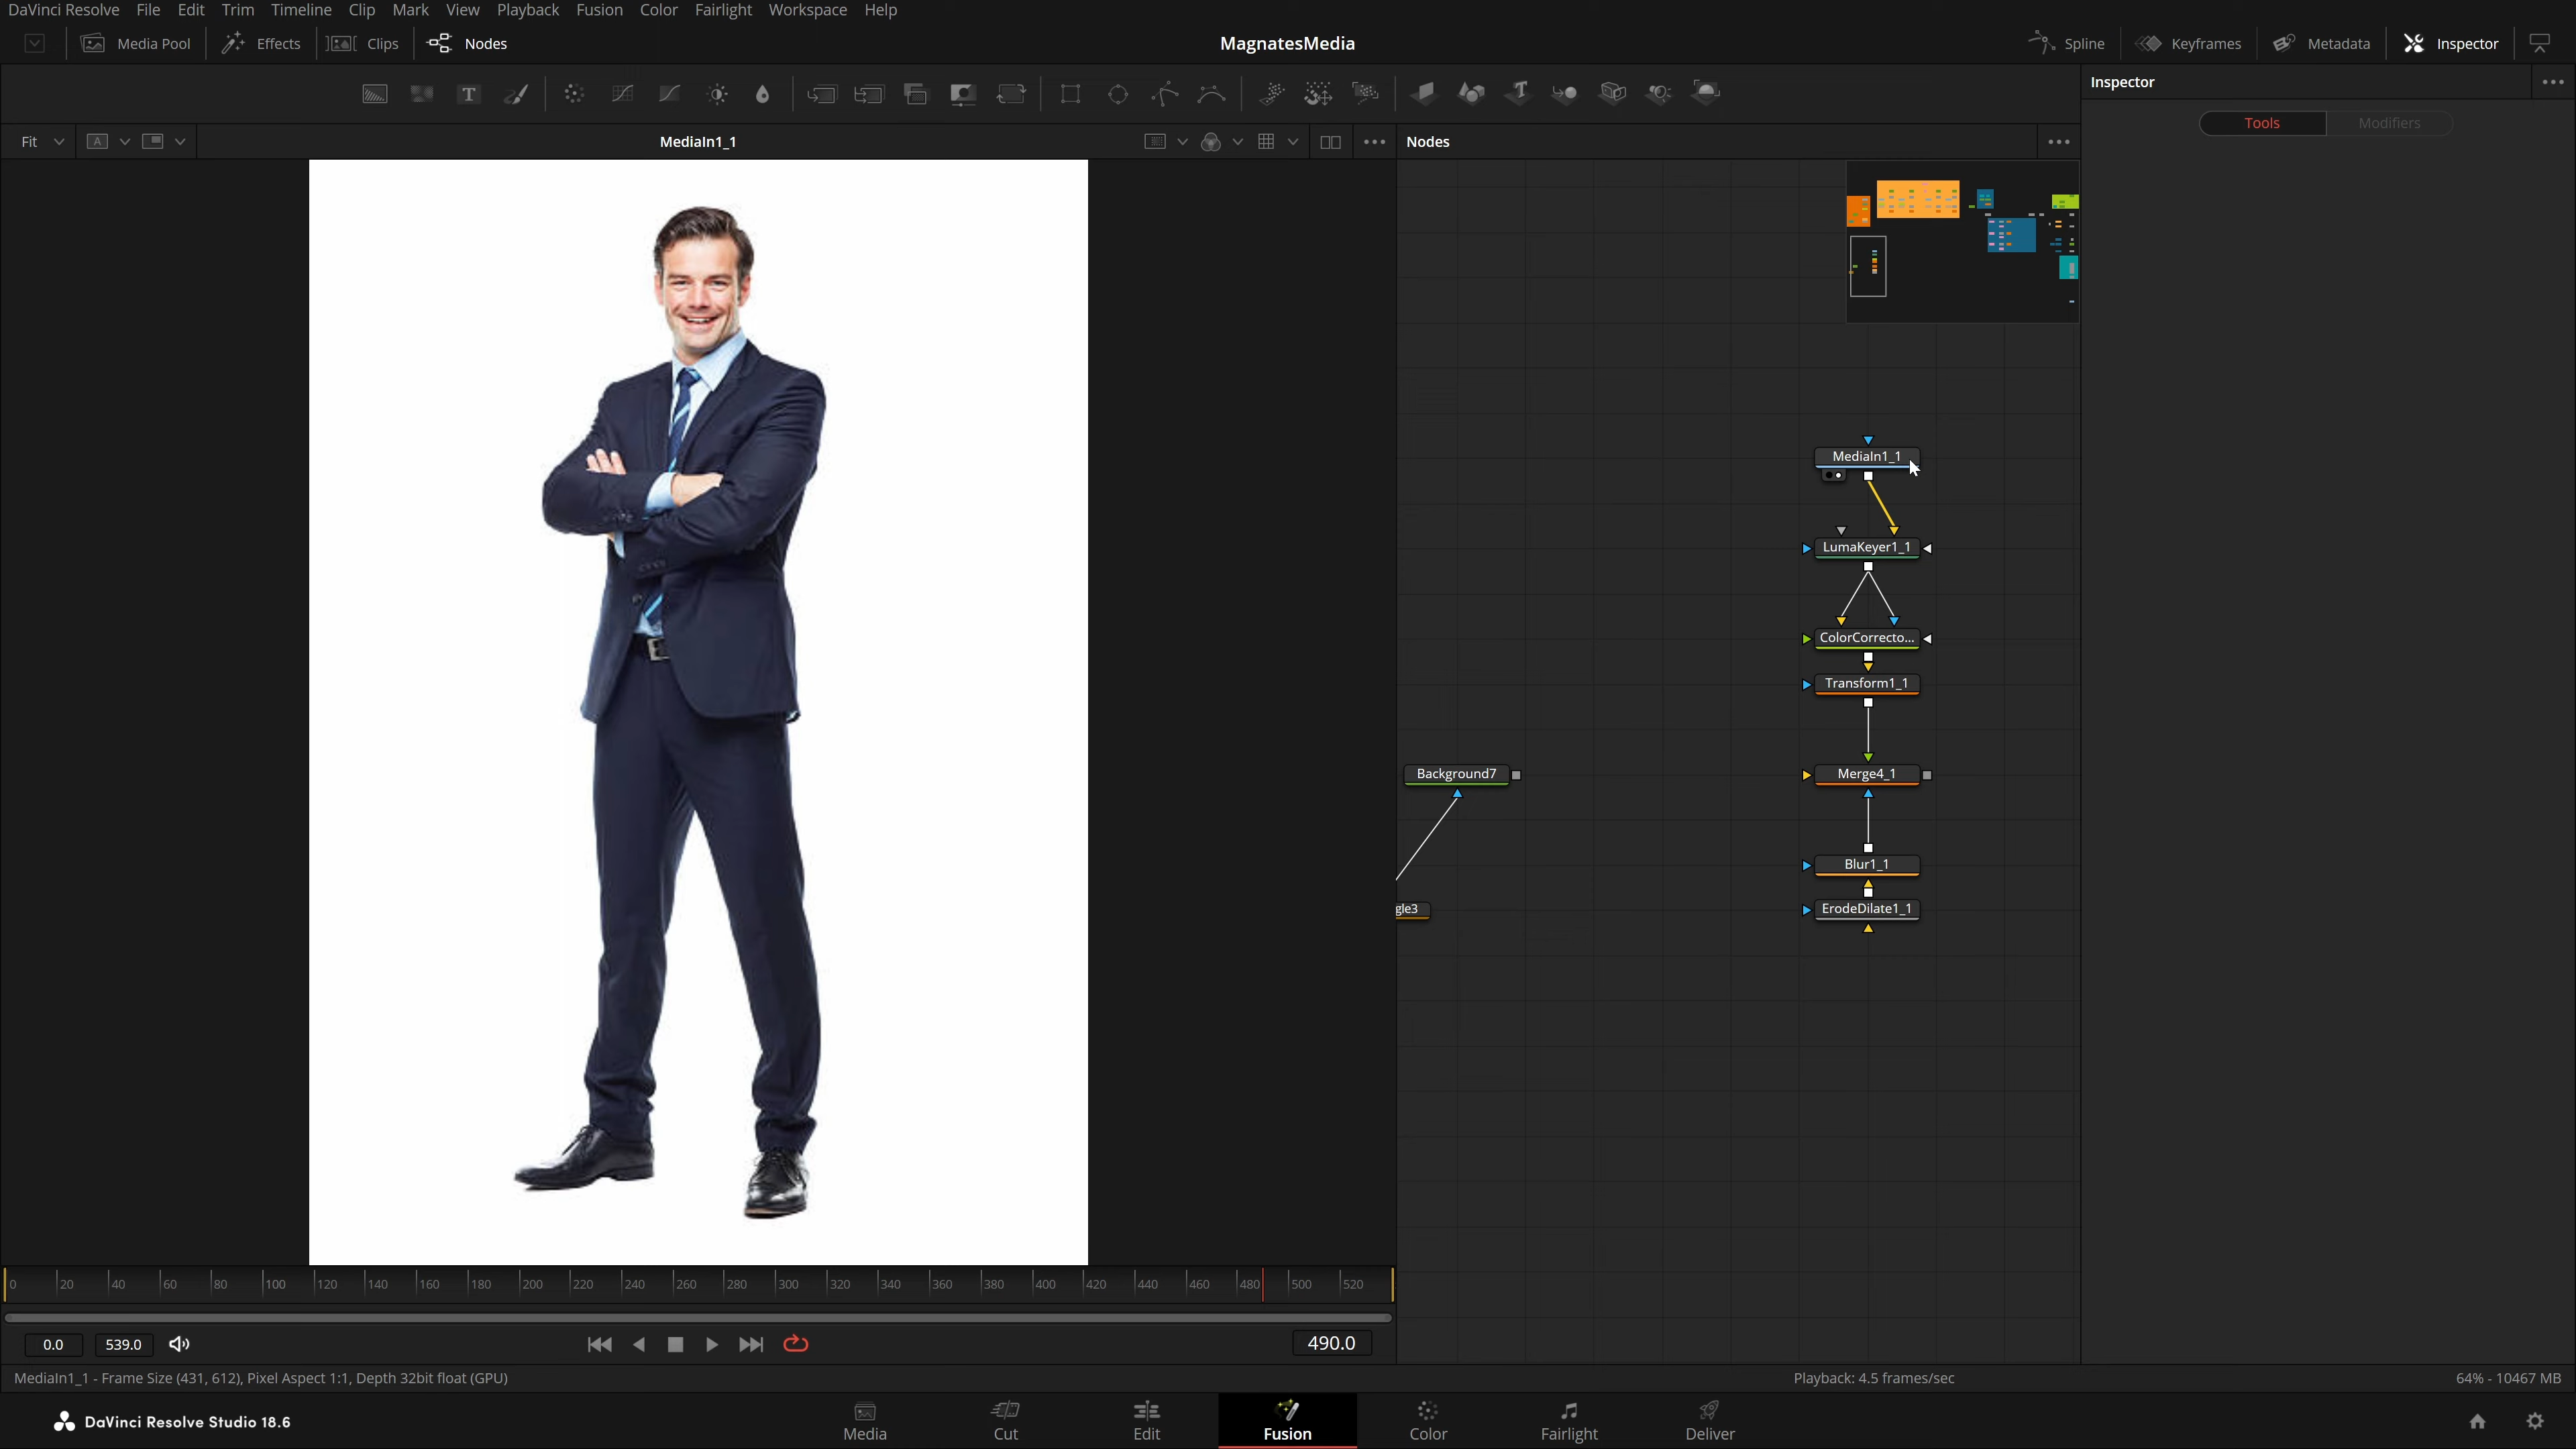 DaVinci Resolve File Edit Trim Timeline Clip Mark View Playback Fusion Color Fairlight Workspace Help
Media Pool Effects Clips Nodes MagnatesMedia Spline Keyframes Metadata Inspector
T T
Inspector
Tools Modifiers
Fit A MediaIn1_1 Nodes
MediaIn1_1
LumaKeyer1_1
ColorCorrecto...
Transform1_1
Background7 Merge4_1
Blur1_1
gle3 ErodeDilate1_1
0 20 40 60 80 100 120 140 160 180 200 220 240 260 280 300 320 340 360 380 400 420 440 460 480 500 520
0.0 539.0 490.0
MediaIn1_1 - Frame Size (431, 612), Pixel Aspect 1:1, Depth 32bit float (GPU) Playback: 4.5 frames/sec 64% - 10467 MB
DaVinci Resolve Studio 18.6
Media Cut Edit Fusion Color Fairlight Deliver